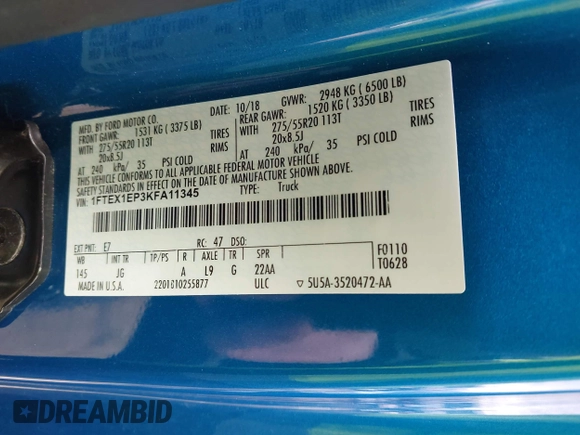 MFD. BY FORD MOTOR CO.
10/18
GVWR: 2948 KG ( 6500 LB)
FRONT GAWR: 1531 KG ( 3375 LB)
REAR GAWR: 1520 KG ( 3350 LB)
WITH 275/55R20 113T TIRES
WITH 275/55R20 113T TIRES
20x8.5J RIMS
20x8.5J
AT 240 kPa/ 35 PSI COLD
AT 240 kPa/ 35 PSI COLD
THIS VEHICLE CONFORMS TO ALL APPLICABLE FEDERAL MOTOR VEHICLE
SAFETY STANDARDS IN EFFECT ON THE DATE OF MANUFACTURE SHOWN ABOVE.
VIN: 1FTEX1EP3KFA11345
TYPE: Truck
EXT PNT: E7 RC: 47 DSO:
WB INT TR TP/PS R AXLE TR SPR
145 JG A L9 G 22AA
F0110
T0628
MADE IN U.S.A. 2201810255877 ULC ▽ 5U5A-3520472-AA
DREAMBID